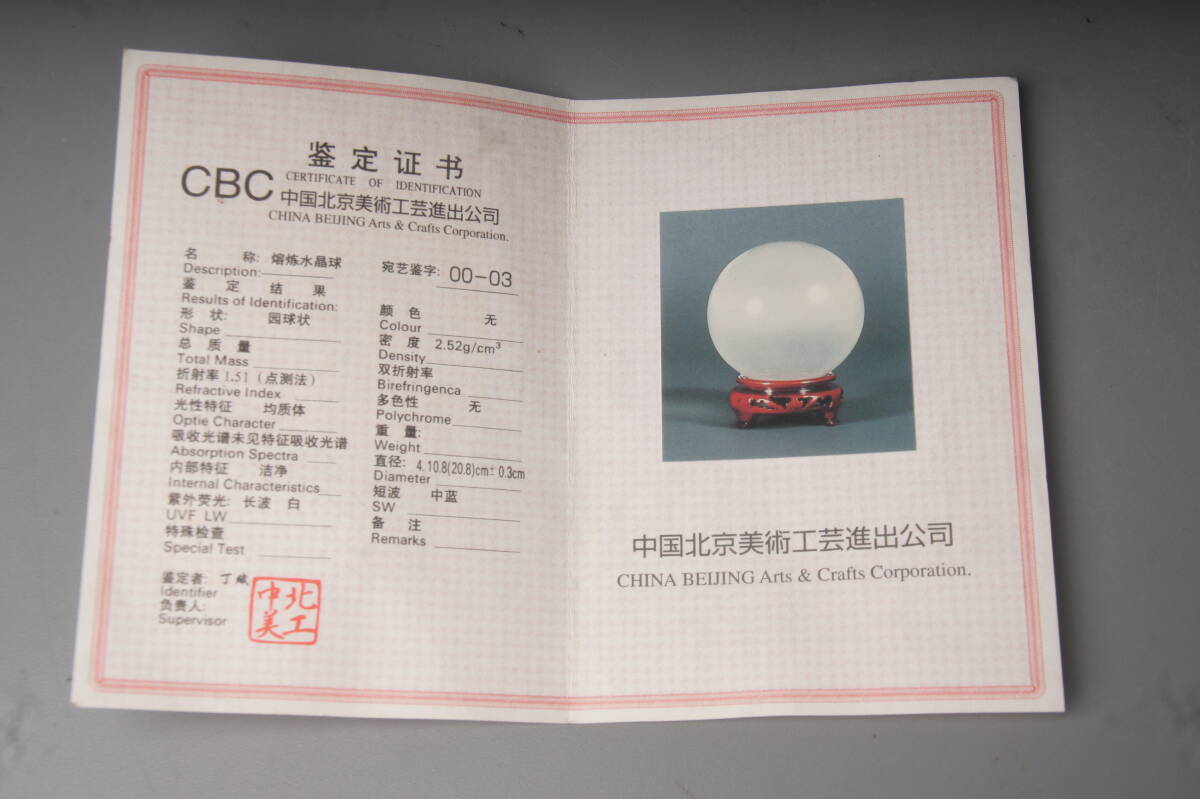 鉴定证书
CBC
CERTIFICATE OF IDENTIFICATION
中国北京美術工芸進出公司
CHINA BEIJING Arts & Crafts Corporation.
名 称: 熔炼水晶球
Description:
鉴 定 结 果
Results of Identification:
形 状: 园球状
Shape
总 质 量
Total Mass
折射率 1.51 (点测法)
Refractive Index
光性特征 均质体
Optie Character
吸收光谱未见特征吸收光谱
Absorption Spectra
内部特征 洁净
Internal Characteristics
紫外荧光: 长波 白
UVF LW
特殊检查
Special Test
鉴定者: 丁
Identifier
负责人:
Supervisor
中北
美工
宛艺鉴字: 00-03
颜 色 无
Colour
密 度 2.52g/cm³
Density
双折射率
Birefringenca
多色性 无
Polychrome
重 量:
Weight
直径: 4.10.8(20.8)cm± 0.3cm
Diameter
短波 中蓝
SW
备 注
Remarks
中国北京美術工芸進出公司
CHINA BEIJING Arts & Crafts Corporation.